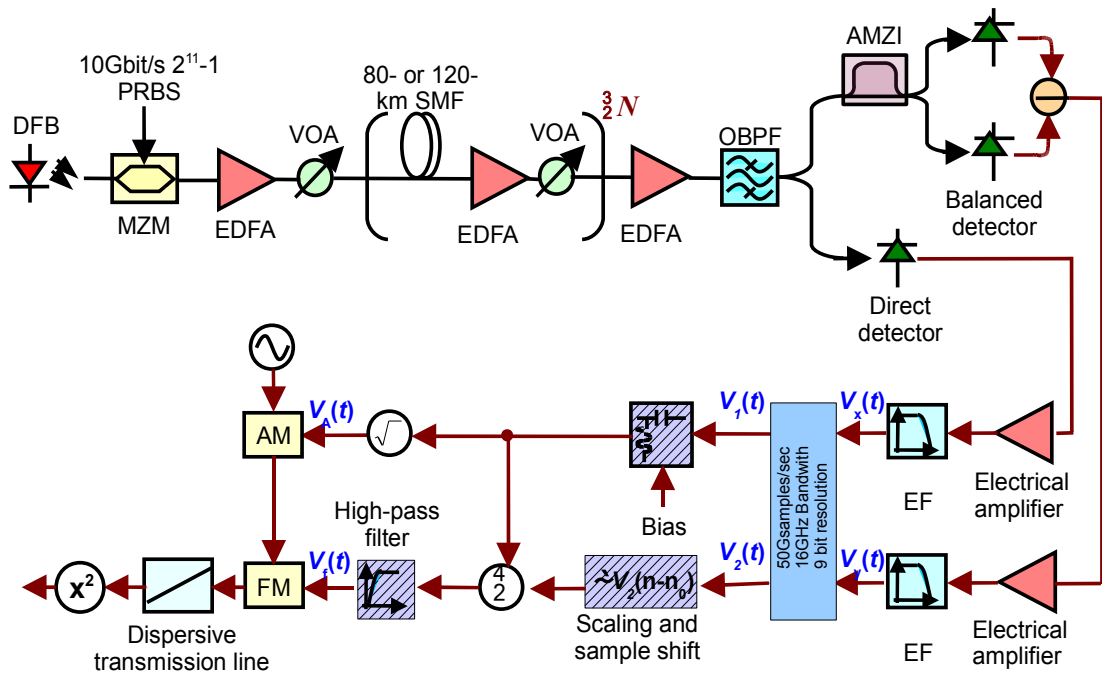 10Gbit/s 2¹¹-1
PRBS
DFB
MZM
EDFA
VOA
80- or 120-
km SMF
EDFA
VOA
3/2 N
EDFA
OBPF
AMZI
Balanced
detector
Direct
detector
AM
V_A(t)
√
Bias
V_1(t)
50Gsamples/sec
16GHz Bandwith
9 bit resolution
V_x(t)
EF
Electrical
amplifier
x²
Dispersive
transmission line
FM
V_f(t)
High-pass
filter
4
2
~V_2(n-n_0)
Scaling and
sample shift
V_2(t)
V_y(t)
EF
Electrical
amplifier